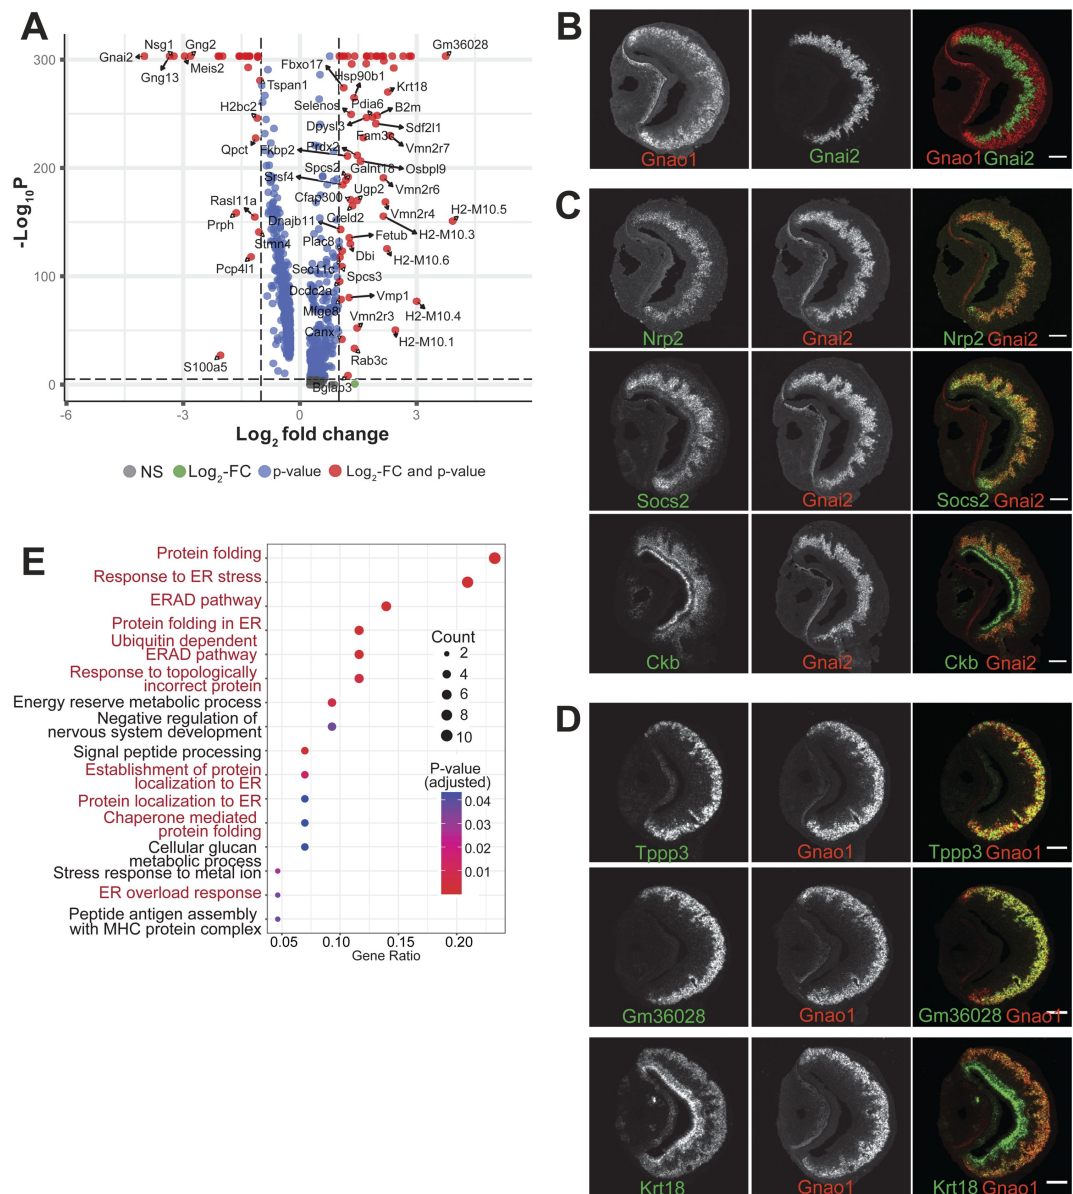 A
Nsg1 Gng2
Gnai2
Gng13 Meis2
Gm36028
Fbxo17
Hsp90b1
Tspan1
Krt18
H2bc21
Selenos
Pdia6
B2m
Dpysl3
Sdf2l1
Fam3c
Qpct
Fkbp2
Prdx2
Vmn2r7
Spcs2
Galnt18
Osbpl9
Srsf4
Ugp2
Vmn2r6
Rasl11a
Cfap300
Prph
Dnajb11
Creld2
Vmn2r4
H2-M10.5
Stmn4
Plac8
Fetub
H2-M10.3
Pcp4l1
Sec11c
Dbi
H2-M10.6
Spcs3
Dcdc2a
Vmp1
Mfge8
Vmn2r3
H2-M10.4
Canx
H2-M10.1
S100a5
Rab3c
Bglap3
300
200
100
0
-Log10P
-6
-3
0
3
Log2 fold change
NS Log2-FC p-value Log2-FC and p-value
B
Gnao1
Gnai2
Gnao1 Gnai2
C
Nrp2
Gnai2
Nrp2 Gnai2
Socs2
Gnai2
Socs2 Gnai2
Ckb
Gnai2
Ckb Gnai2
D
Tppp3
Gnao1
Tppp3 Gnao1
Gm36028
Gnao1
Gm36028 Gnao1
Krt18
Gnao1
Krt18 Gnao1
E
Protein folding
Response to ER stress
ERAD pathway
Protein folding in ER
Ubiquitin dependent
ERAD pathway
Response to topologically
incorrect protein
Energy reserve metabolic process
Negative regulation of
nervous system development
Signal peptide processing
Establishment of protein
localization to ER
Protein localization to ER
Chaperone mediated
protein folding
Cellular glucan
metabolic process
Stress response to metal ion
ER overload response
Peptide antigen assembly
with MHC protein complex
0.05
0.10
0.15
0.20
Gene Ratio
Count
2
4
6
8
10
P-value
(adjusted)
0.04
0.03
0.02
0.01